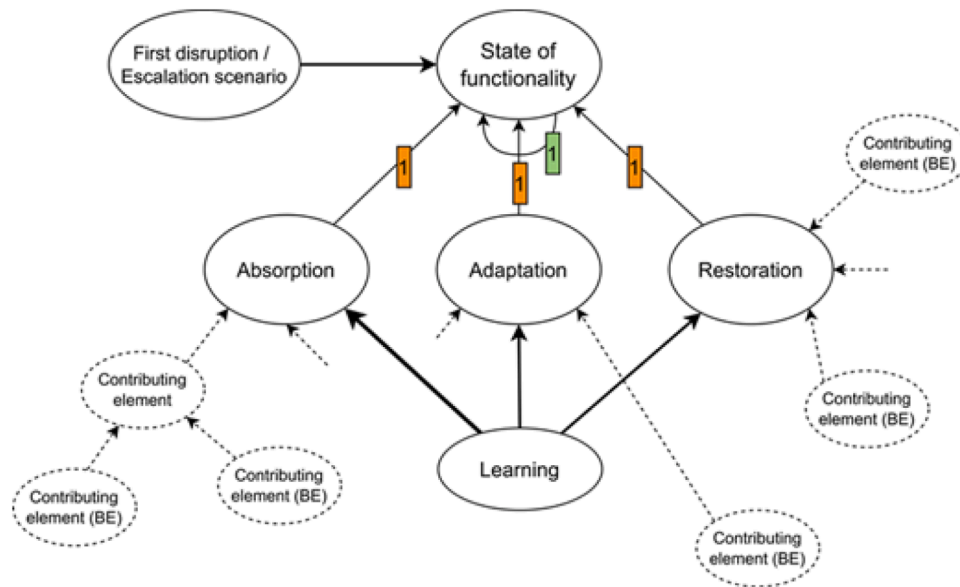 First disruption /
Escalation scenario
State of
functionality
1
1
1
1
Contributing
element (BE)
Absorption
Adaptation
Restoration
Contributing
element
Contributing
element (BE)
Contributing
element (BE)
Contributing
element (BE)
Learning
Contributing
element (BE)